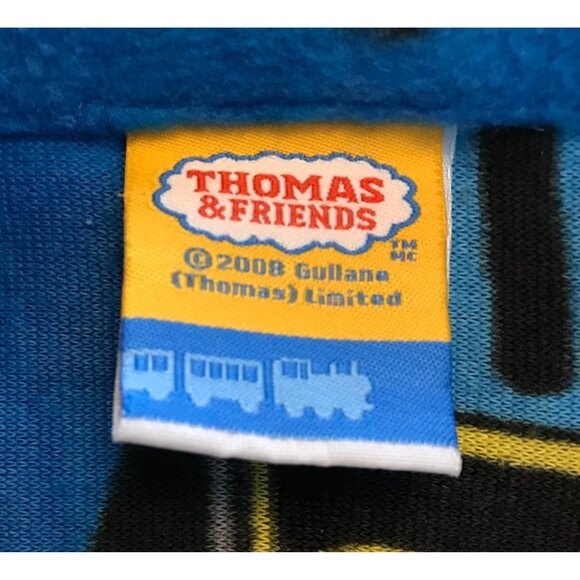 THOMAS
& FRIENDS
TM
MC
© 2008 Gullane
(Thomas) Limited